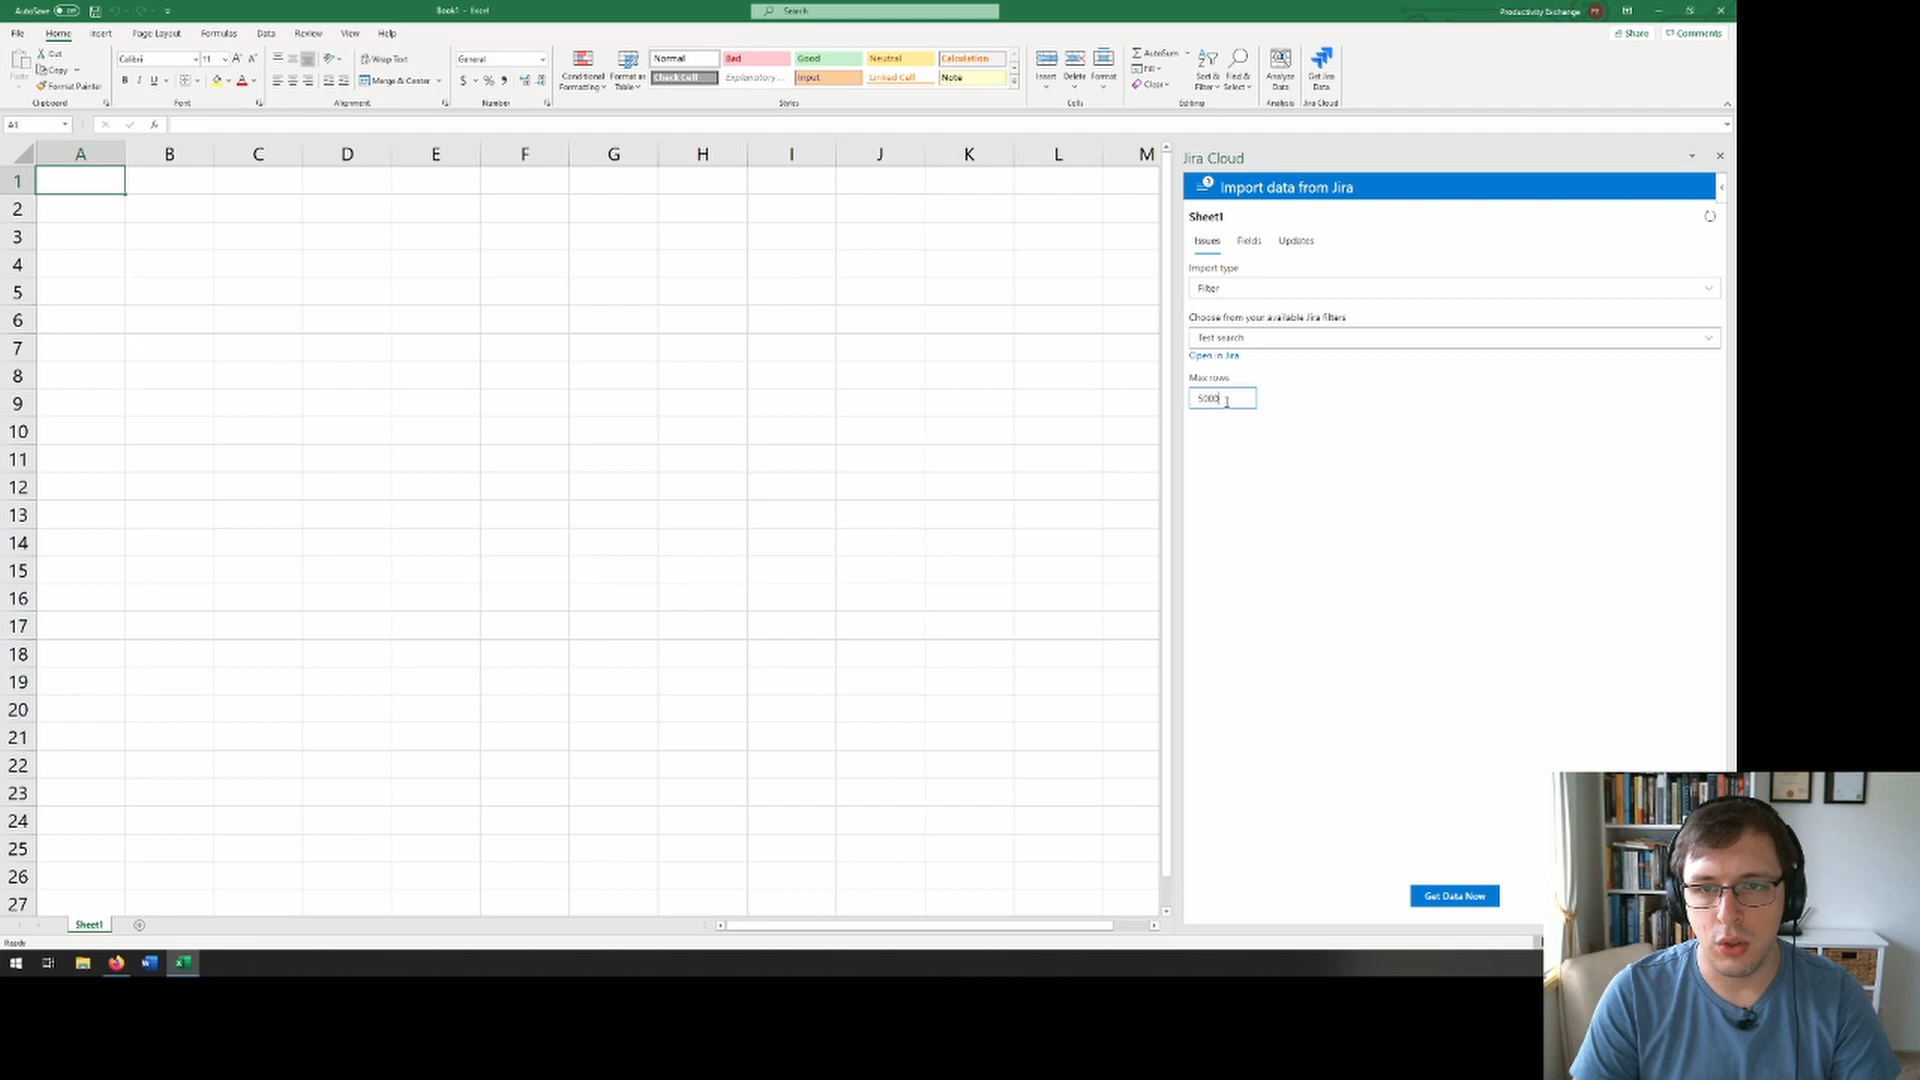 AutoSave Off
Book1 - Excel
Search
Productivity Exchange PE
File Home Insert Page Layout Formulas Data Review View Help
Share Comments
Paste
Cut
Copy
Format Painter
Clipboard
Calibri 11
B I U
Font
Wrap Text
Merge & Center
Alignment
General
$ % ,
Number
Conditional Formatting
Format as Table
Normal Bad Good Neutral Calculation
Check Cell Explanatory ... Input Linked Cell Note
Styles
Insert Delete Format
Cells
AutoSum
Fill
Clear
Sort & Filter
Find & Select
Editing
Analyze Data
Analysis
Get Jira Data
Jira Cloud
A1
fx
A B C D E F G H I J K L M
1
2
3
4
5
6
7
8
9
10
11
12
13
14
15
16
17
18
19
20
21
22
23
24
25
26
27
Jira Cloud
Import data from Jira
Sheet1
Issues Fields Updates
Import type
Filter
Choose from your available Jira filters
Test search
Open in Jira
Max rows
5000
Get Data Now
Sheet1
Ready